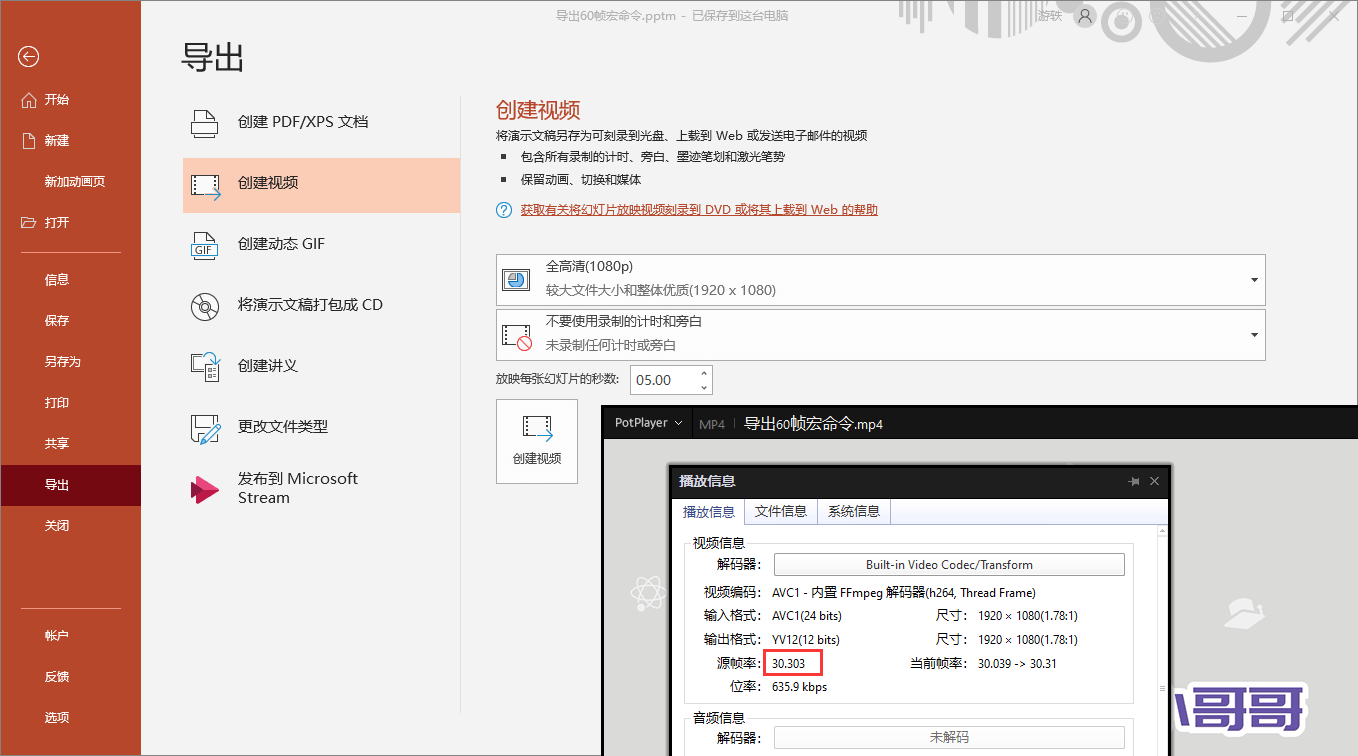 导出60帧宏命令.pptm - 已保存到这台电脑
游轶
导出
开始
新建
新加动画页
打开
信息
保存
另存为
打印
共享
导出
关闭
帐户
反馈
选项
创建 PDF/XPS 文档
创建视频
创建动态 GIF
GIF
将演示文稿打包成 CD
创建讲义
更改文件类型
发布到 Microsoft
Stream
创建视频
将演示文稿另存为可刻录到光盘、上载到 Web 或发送电子邮件的视频
包含所有录制的计时、旁白、墨迹笔划和激光笔势
保留动画、切换和媒体
获取有关将幻灯片放映视频刻录到 DVD 或将其上载到 Web 的帮助
全高清(1080p)
较大文件大小和整体优质(1920 x 1080)
不要使用录制的计时和旁白
未录制任何计时或旁白
放映每张幻灯片的秒数: 05.00
创建视频
PotPlayer MP4 导出60帧宏命令.mp4
播放信息
播放信息 文件信息 系统信息
视频信息
解码器: Built-in Video Codec/Transform
视频编码: AVC1 - 内置 FFmpeg 解码器(h264, Thread Frame)
输入格式: AVC1(24 bits) 尺寸: 1920 × 1080(1.78:1)
输出格式: YV12(12 bits) 尺寸: 1920 × 1080(1.78:1)
源帧率: 30.303 当前帧率: 30.039 -> 30.31
位率: 635.9 kbps
音频信息
解码器: 未解码
\哥哥